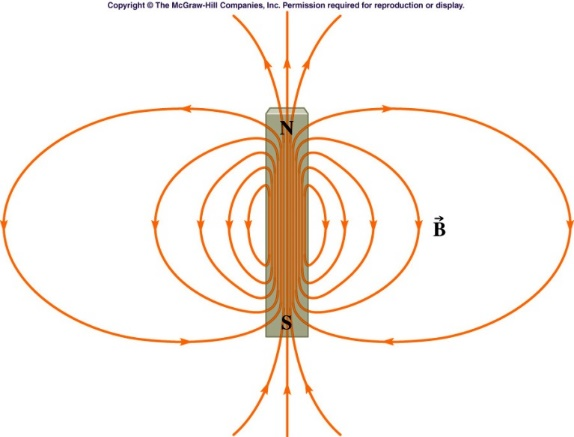 Copyright © The McGraw-Hill Companies, Inc. Permission required for reproduction or display.
N
B⃗
S